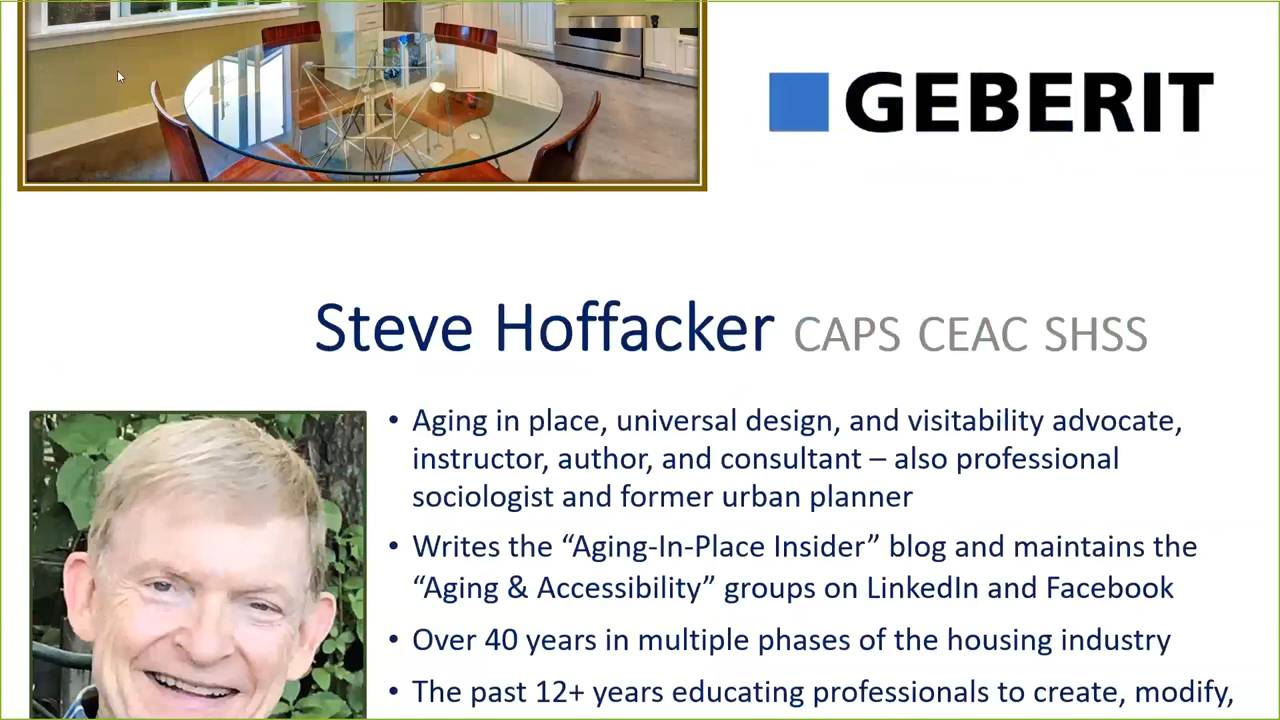 GEBERIT
Steve Hoffacker CAPS CEAC SHSS
• Aging in place, universal design, and visitability advocate,
instructor, author, and consultant – also professional
sociologist and former urban planner
• Writes the “Aging-In-Place Insider” blog and maintains the
“Aging & Accessibility” groups on LinkedIn and Facebook
• Over 40 years in multiple phases of the housing industry
• The past 12+ years educating professionals to create, modify,